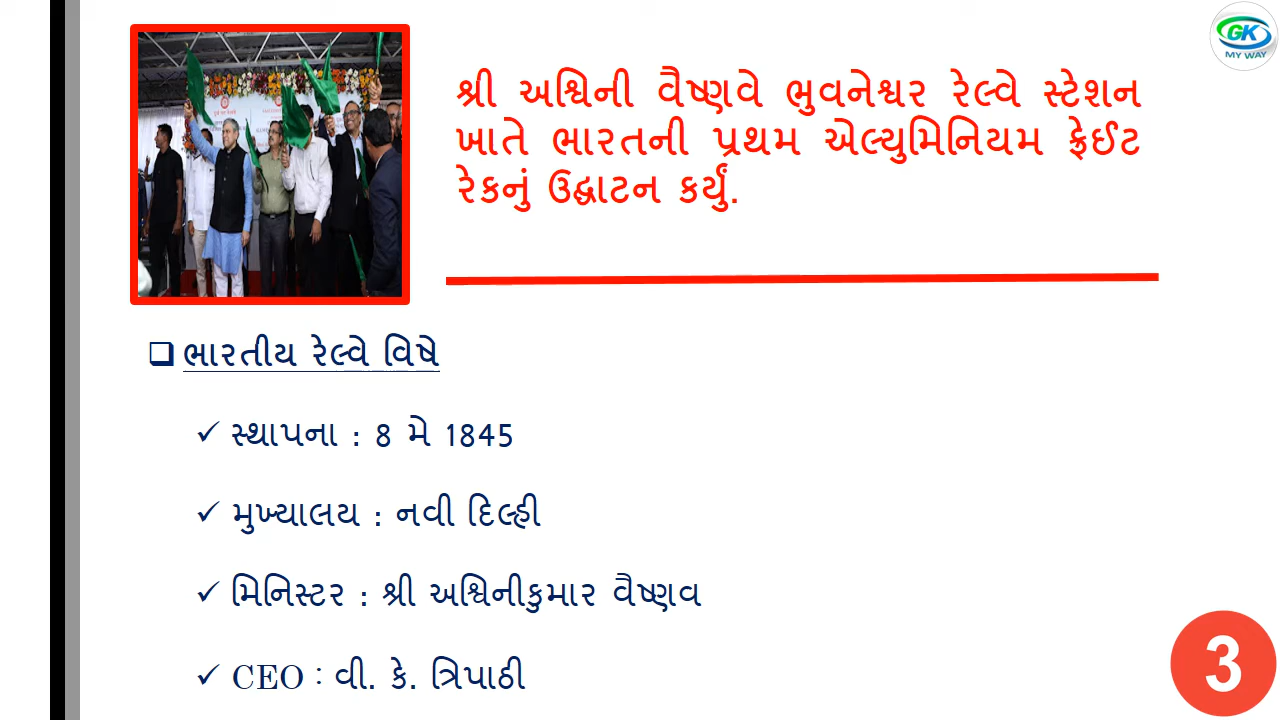 GK
MY WAY
શ્રી અશ્વિની વૈષ્ણવે ભુવનેશ્વર રેલ્વે સ્ટેશન
ખાતે ભારતની પ્રથમ એલ્યુમિનિયમ ફ્રેઈટ
રેકનું ઉદ્ઘાટન કર્યું.
ભારતીય રેલ્વે વિષે
સ્થાપના : 8 મે 1845
મુખ્યાલય : નવી દિલ્હી
મિનિસ્ટર : શ્રી અશ્વિનીકુમાર વૈષ્ણવ
CEO : વી. કે. ત્રિપાઠી
3